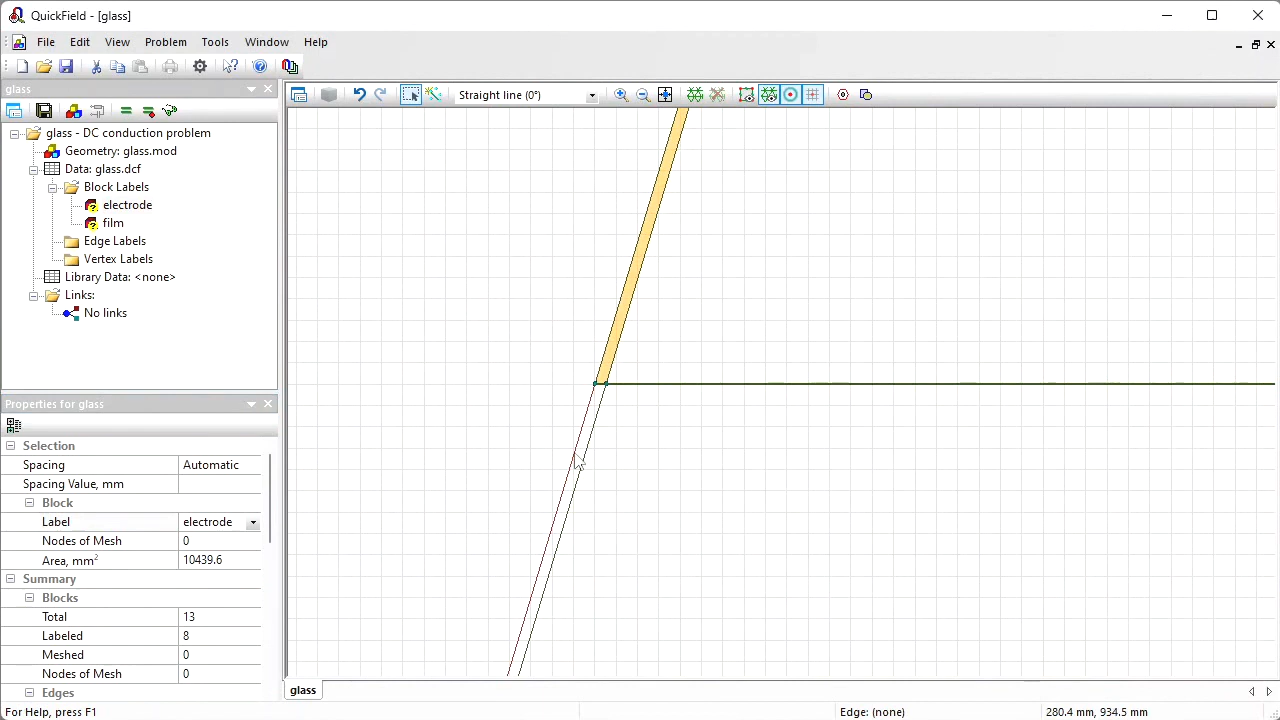 QuickField - [glass]
File Edit View Problem Tools Window Help
glass
Straight line (0°)
glass - DC conduction problem
Geometry: glass.mod
Data: glass.dcf
Block Labels
electrode
film
Edge Labels
Vertex Labels
Library Data: <none>
Links:
No links
Properties for glass
Selection
Spacing Automatic
Spacing Value, mm
Block
Label electrode
Nodes of Mesh 0
Area, mm² 10439.6
Summary
Blocks
Total 13
Labeled 8
Meshed 0
Nodes of Mesh 0
Edges
glass
For Help, press F1
Edge: (none)
280.4 mm, 934.5 mm